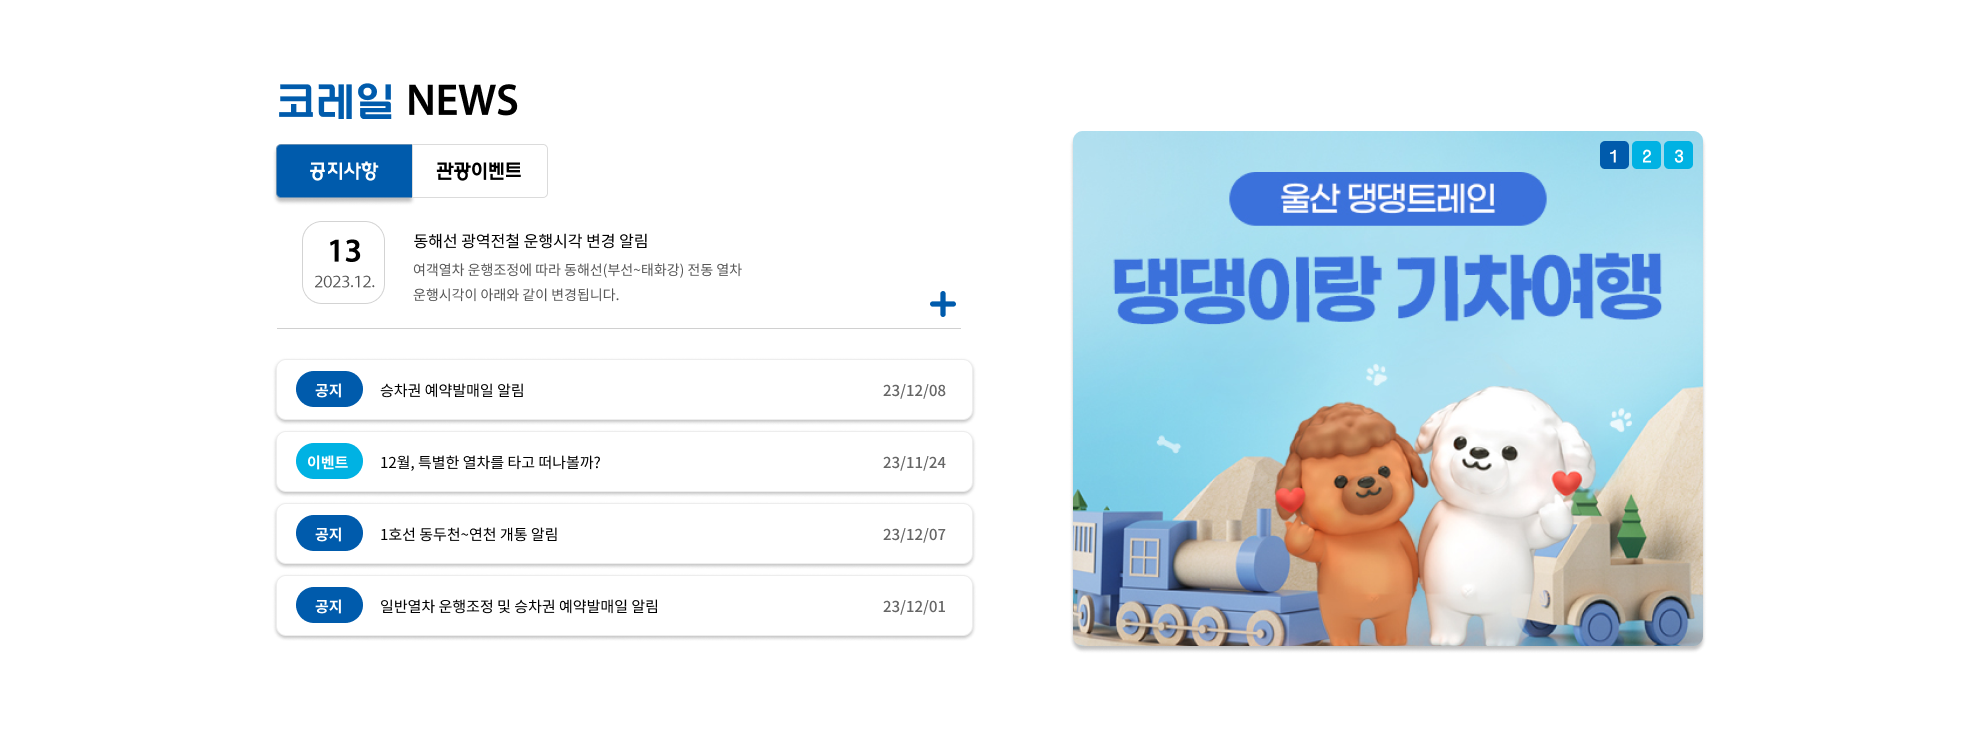 코레일 NEWS
공지사항
관광이벤트
13
2023.12.
동해선 광역전철 운행시각 변경 알림
여객열차 운행조정에 따라 동해선(부선~태화강) 전동 열차
운행시각이 아래와 같이 변경됩니다.
공지 승차권 예약발매일 알림 23/12/08
이벤트 12월, 특별한 열차를 타고 떠나볼까? 23/11/24
공지 1호선 동두천~연천 개통 알림 23/12/07
공지 일반열차 운행조정 및 승차권 예약발매일 알림 23/12/01
1 2 3
울산 댕댕트레인
댕댕이랑 기차여행